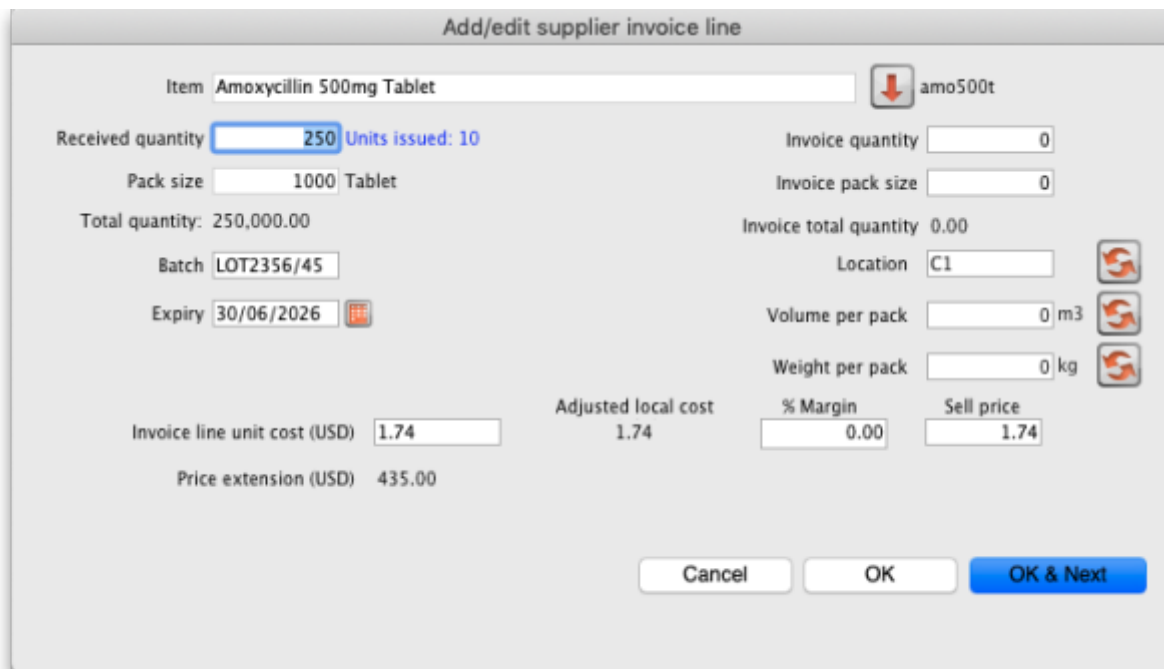 Add/edit supplier invoice line
Item Amoxycillin 500mg Tablet amo500t
Received quantity 250 Units issued: 10 Invoice quantity 0
Pack size 1000 Tablet Invoice pack size 0
Total quantity: 250,000.00 Invoice total quantity 0.00
Batch LOT2356/45 Location C1
Expiry 30/06/2026 Volume per pack 0 m3
Weight per pack 0 kg
Adjusted local cost % Margin Sell price
Invoice line unit cost (USD) 1.74 1.74 0.00 1.74
Price extension (USD) 435.00
Cancel OK OK & Next